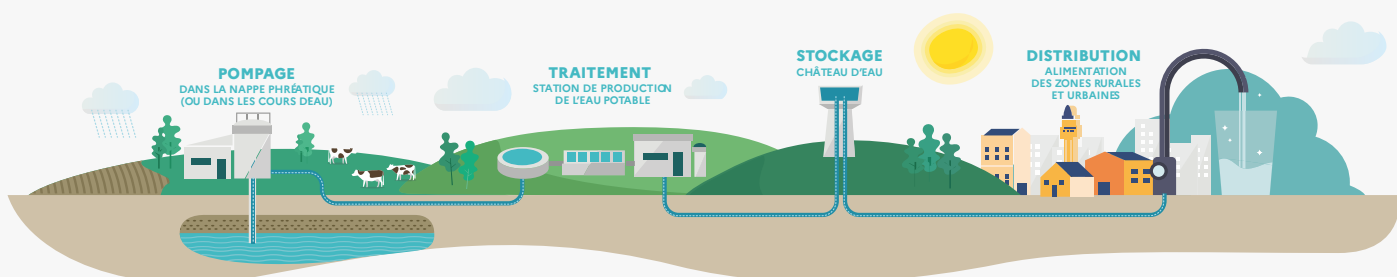 POMPAGE
DANS LA NAPPE PHRÉATIQUE
(OU DANS LES COURS DEAU)
TRAITEMENT
STATION DE PRODUCTION
DE L'EAU POTABLE
STOCKAGE
CHÂTEAU D'EAU
DISTRIBUTION
ALIMENTATION
DES ZONES RURALES
ET URBAINES